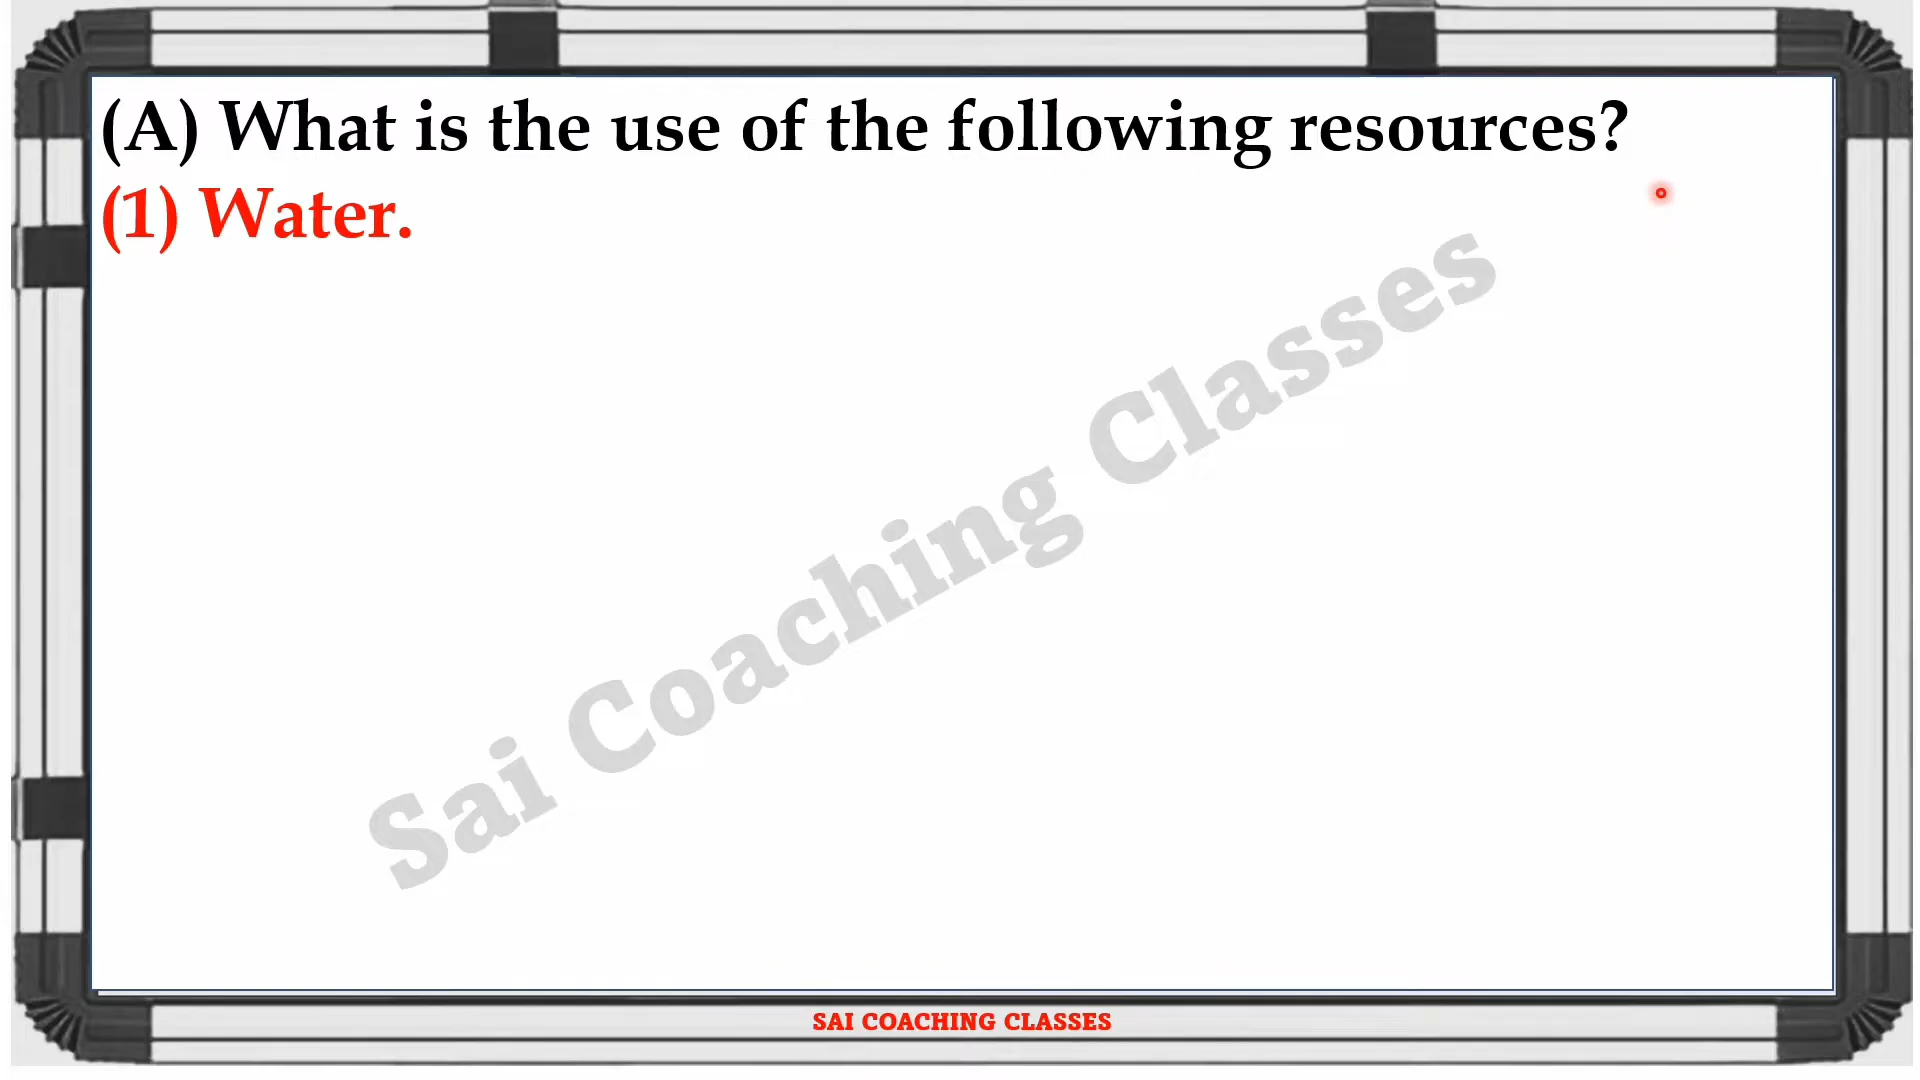 (A) What is the use of the following resources?
(1) Water.
Sai Coaching Classes
SAI COACHING CLASSES